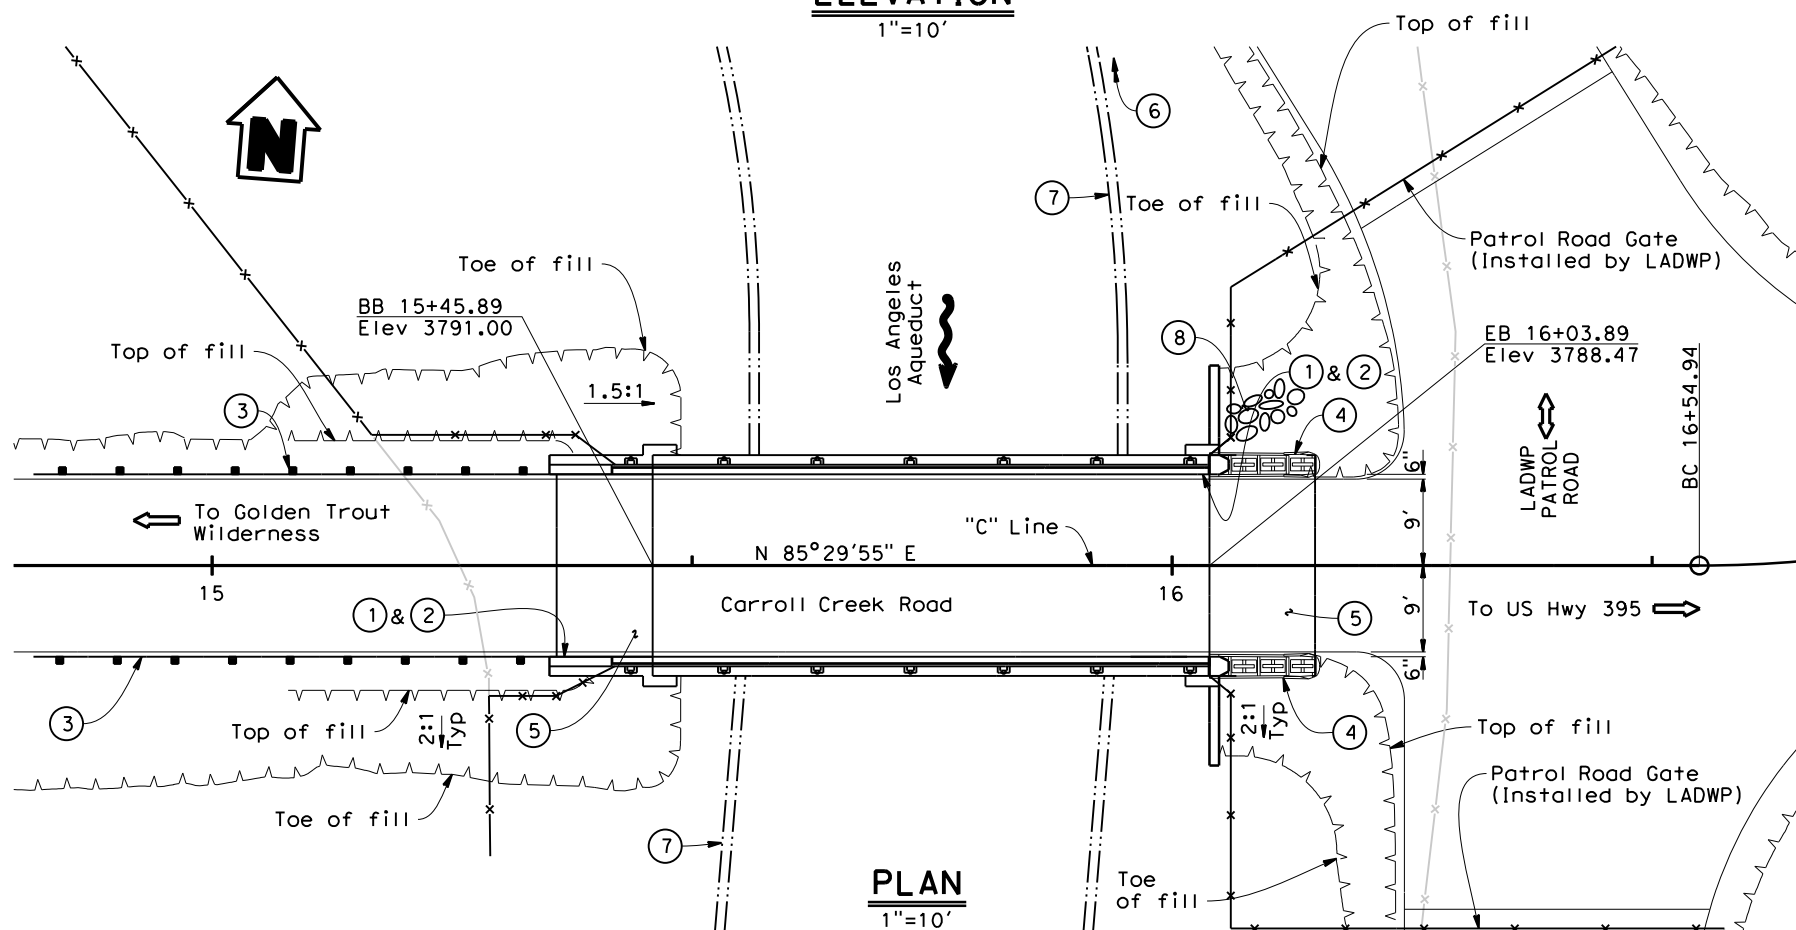 ELEVATION
1"=10'
Top of fill
6
N
7
Toe of fill
Patrol Road Gate
(Installed by LADWP)
Toe of fill
BB 15+45.89
Elev 3791.00
Los Angeles
Aqueduct
8
EB 16+03.89
Elev 3788.47
Top of fill
1.5:1
1 & 2
3
4
BC 16+54.94
LADWP
PATROL
ROAD
6"
To Golden Trout
Wilderness
"C" Line
9'
N 85°29'55" E
15
16
1 & 2
Carroll Creek Road
9'
To US Hwy 395
5
6"
3
Top of fill
2:1
Typ
5
2:1
Typ
4
Top of fill
Patrol Road Gate
(Installed by LADWP)
Toe of fill
7
PLAN
1"=10'
Toe
of fill